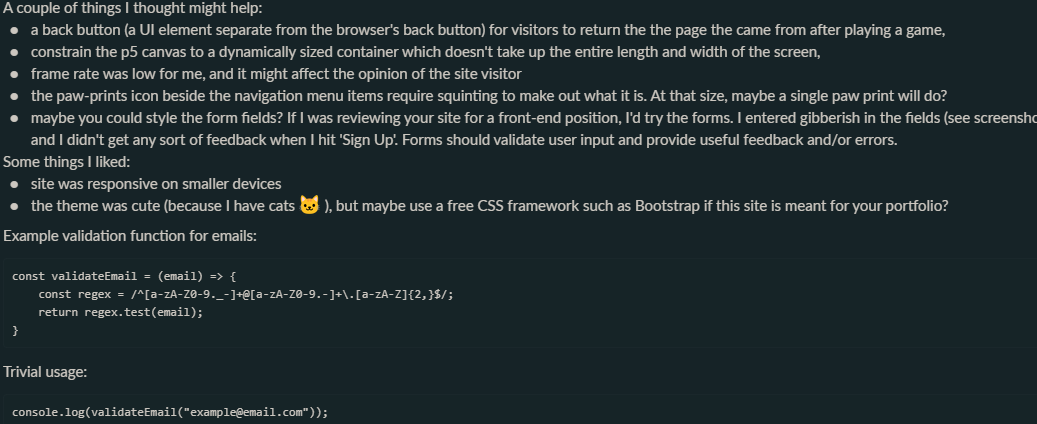 A couple of things I thought might help:
● a back button (a UI element separate from the browser's back button) for visitors to return the the page the came from after playing a game,
● constrain the p5 canvas to a dynamically sized container which doesn't take up the entire length and width of the screen,
● frame rate was low for me, and it might affect the opinion of the site visitor
● the paw-prints icon beside the navigation menu items require squinting to make out what it is. At that size, maybe a single paw print will do?
● maybe you could style the form fields? If I was reviewing your site for a front-end position, I'd try the forms. I entered gibberish in the fields (see screensho
and I didn't get any sort of feedback when I hit 'Sign Up'. Forms should validate user input and provide useful feedback and/or errors.
Some things I liked:
● site was responsive on smaller devices
● the theme was cute (because I have cats 🐱 ), but maybe use a free CSS framework such as Bootstrap if this site is meant for your portfolio?
Example validation function for emails:
const validateEmail = (email) => {
    const regex = /^[a-zA-Z0-9._-]+@[a-zA-Z0-9.-]+\.[a-zA-Z]{2,}$/;
    return regex.test(email);
}
Trivial usage:
console.log(validateEmail("example@email.com"));